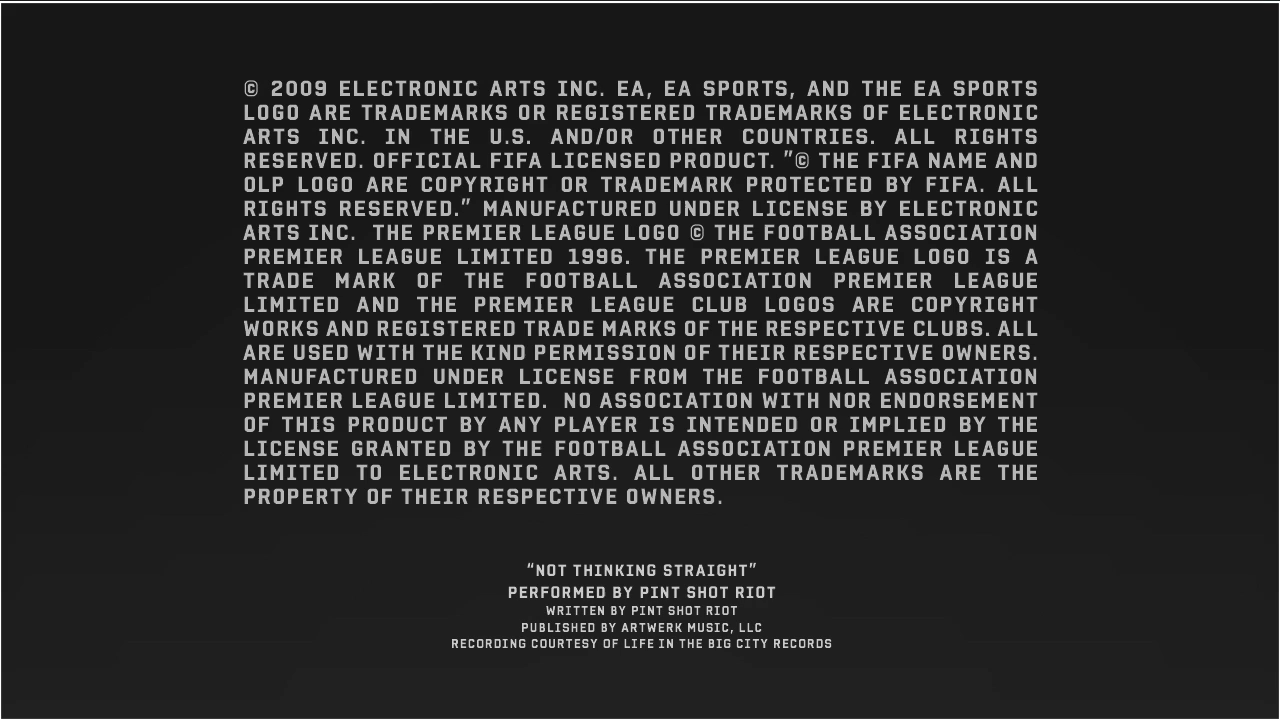 © 2009 ELECTRONIC ARTS INC. EA, EA SPORTS, AND THE EA SPORTS
LOGO ARE TRADEMARKS OR REGISTERED TRADEMARKS OF ELECTRONIC
ARTS INC. IN THE U.S. AND/OR OTHER COUNTRIES. ALL RIGHTS
RESERVED. OFFICIAL FIFA LICENSED PRODUCT. "© THE FIFA NAME AND
OLP LOGO ARE COPYRIGHT OR TRADEMARK PROTECTED BY FIFA. ALL
RIGHTS RESERVED." MANUFACTURED UNDER LICENSE BY ELECTRONIC
ARTS INC. THE PREMIER LEAGUE LOGO © THE FOOTBALL ASSOCIATION
PREMIER LEAGUE LIMITED 1996. THE PREMIER LEAGUE LOGO IS A
TRADE MARK OF THE FOOTBALL ASSOCIATION PREMIER LEAGUE
LIMITED AND THE PREMIER LEAGUE CLUB LOGOS ARE COPYRIGHT
WORKS AND REGISTERED TRADE MARKS OF THE RESPECTIVE CLUBS. ALL
ARE USED WITH THE KIND PERMISSION OF THEIR RESPECTIVE OWNERS.
MANUFACTURED UNDER LICENSE FROM THE FOOTBALL ASSOCIATION
PREMIER LEAGUE LIMITED. NO ASSOCIATION WITH NOR ENDORSEMENT
OF THIS PRODUCT BY ANY PLAYER IS INTENDED OR IMPLIED BY THE
LICENSE GRANTED BY THE FOOTBALL ASSOCIATION PREMIER LEAGUE
LIMITED TO ELECTRONIC ARTS. ALL OTHER TRADEMARKS ARE THE
PROPERTY OF THEIR RESPECTIVE OWNERS.
“NOT THINKING STRAIGHT”
PERFORMED BY PINT SHOT RIOT
WRITTEN BY PINT SHOT RIOT
PUBLISHED BY ARTWERK MUSIC, LLC
RECORDING COURTESY OF LIFE IN THE BIG CITY RECORDS